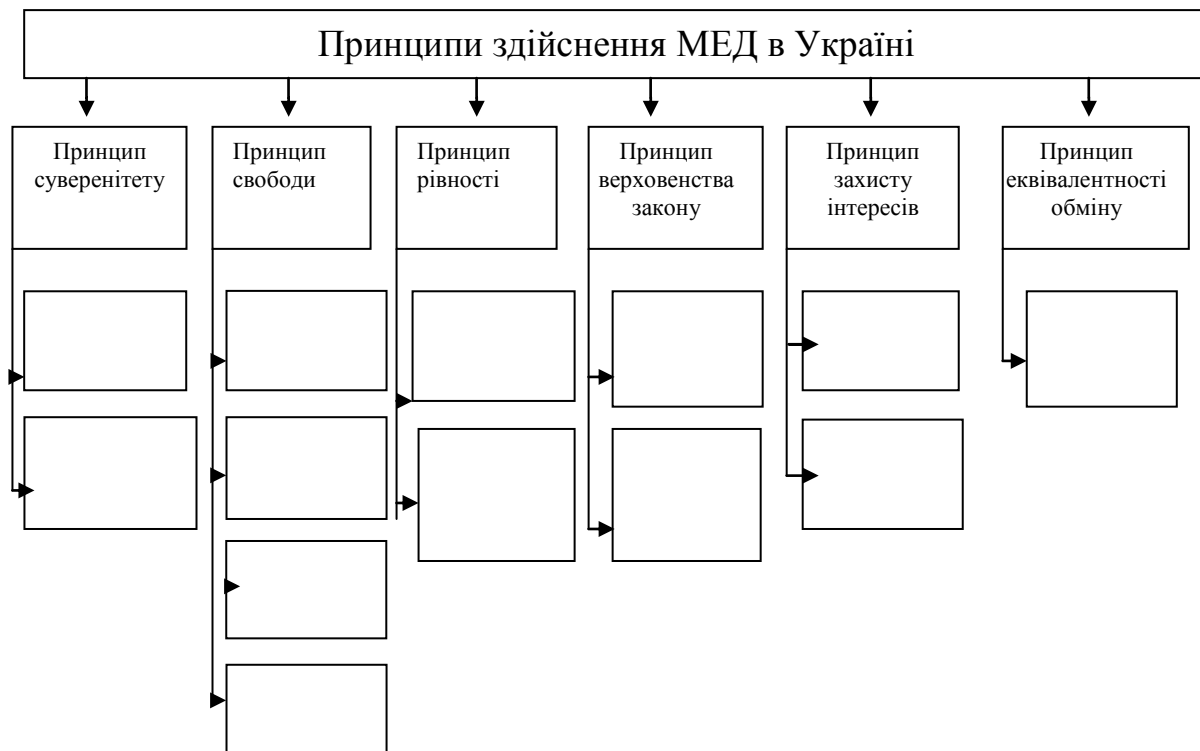 Принципи здійснення МЕД в Україні
Принцип
суверенітету
Принцип
свободи
Принцип
рівності
Принцип
верховенства
закону
Принцип
захисту
інтересів
Принцип
еквівалентності
обміну